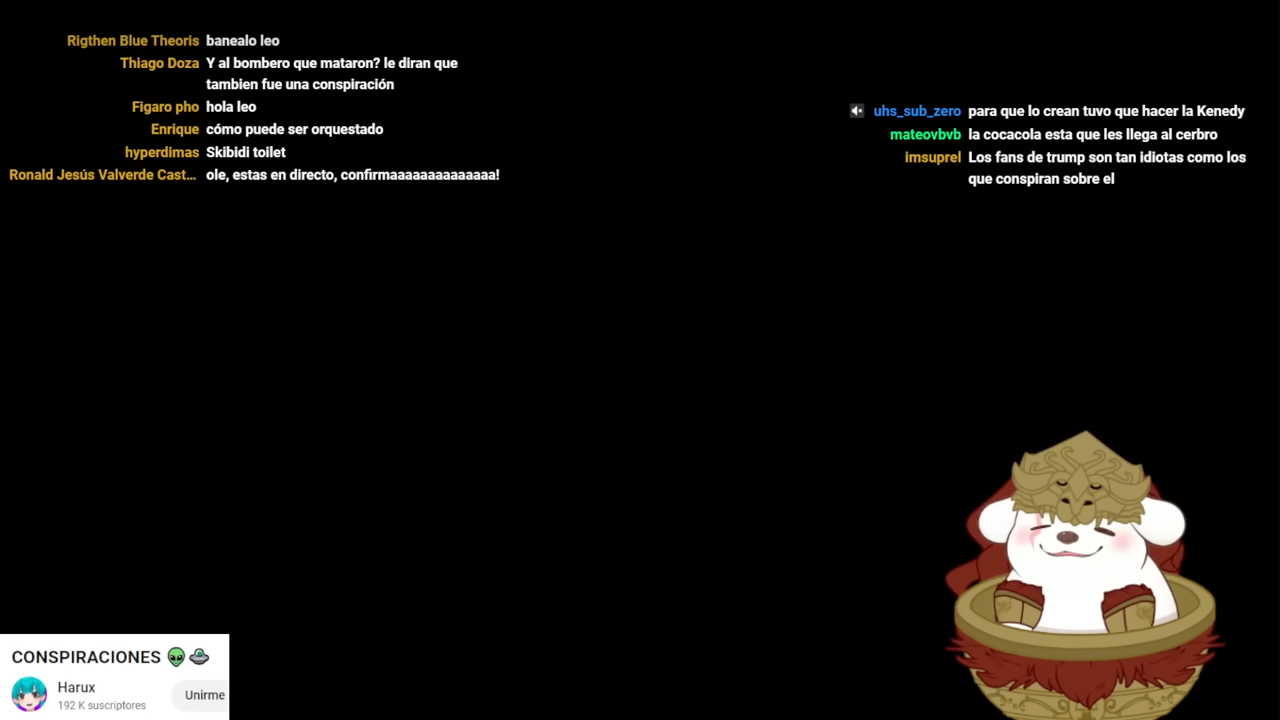 Rigthen Blue Theoris banealo leo
Thiago Doza Y al bombero que mataron? le diran que
tambien fue una conspiración
Figaro pho hola leo
Enrique cómo puede ser orquestado
hyperdimas Skibidi toilet
Ronald Jesús Valverde Cast... ole, estas en directo, confirmaaaaaaaaaaaaaa!
uhs_sub_zero para que lo crean tuvo que hacer la Kenedy
mateovbvb la cocacola esta que les llega al cerbro
imsuprel Los fans de trump son tan idiotas como los
que conspiran sobre el
CONSPIRACIONES 👽🛸
Harux
192 K suscriptores
Unirme